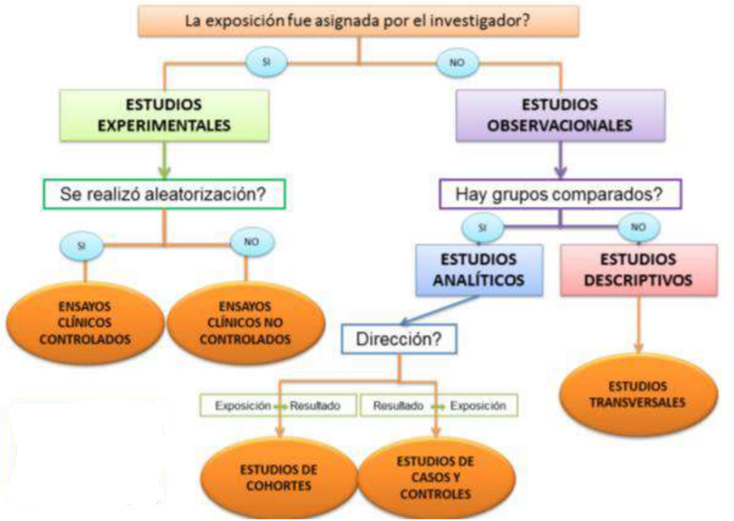 La exposición fue asignada por el investigador?
SI
NO
ESTUDIOS
EXPERIMENTALES
ESTUDIOS
OBSERVACIONALES
Se realizó aleatorización?
Hay grupos comparados?
SI
NO
SI
NO
ESTUDIOS
ANALÍTICOS
ESTUDIOS
DESCRIPTIVOS
ENSAYOS
CLÍNICOS
CONTROLADOS
ENSAYOS
CLÍNICOS NO
CONTROLADOS
Dirección?
Exposición Resultado
Resultado Exposición
ESTUDIOS
TRANSVERSALES
ESTUDIOS DE
COHORTES
ESTUDIOS DE
CASOS Y
CONTROLES